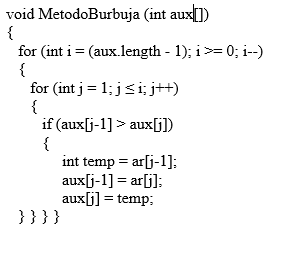 void MetodoBurbuja (int aux[])
{
for (int i = (aux.length - 1); i >= 0; i--)
{
for (int j = 1; j ≤ i; j++)
{
if (aux[j-1] > aux[j])
{
int temp = ar[j-1];
aux[j-1] = ar[j];
aux[j] = temp;
} } } }